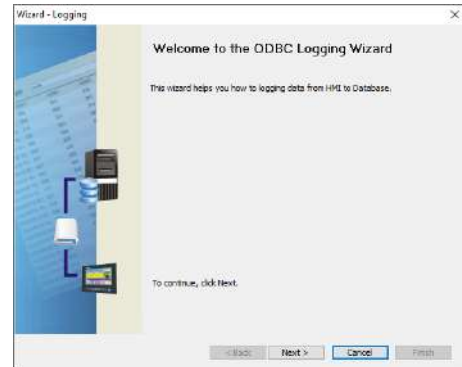 Wizard - Logging
Welcome to the ODBC Logging Wizard
This wizard helps you how to logging data from HMI to Database.
To continue, click Next.
< Back Next > Cancel Finish